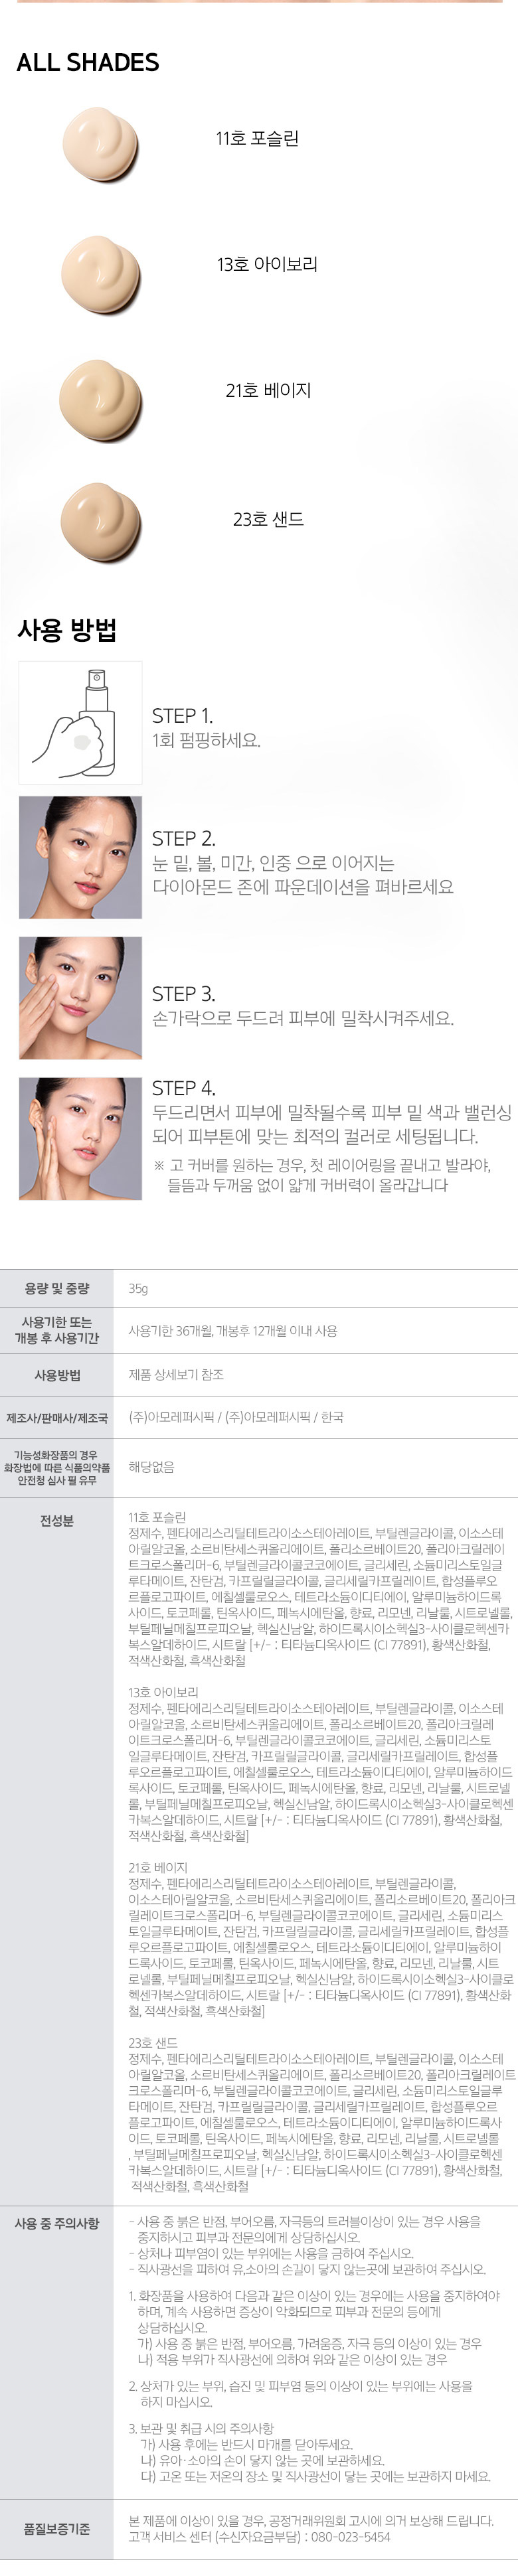 ALL SHADES
11호 포슬린
13호 아이보리
21호 베이지
23호 샌드
사용 방법
STEP 1.
1회 펌핑하세요.
STEP 2.
눈 밑, 볼, 미간, 인중 으로 이어지는
다이아몬드 존에 파운데이션을 펴바르세요
STEP 3.
손가락으로 두드려 피부에 밀착시켜주세요.
STEP 4.
두드리면서 피부에 밀착될수록 피부 밑 색과 밸런싱
되어 피부톤에 맞는 최적의 컬러로 세팅됩니다.
※ 고 커버를 원하는 경우, 첫 레이어링을 끝내고 발라야,
들뜸과 두꺼움 없이 얇게 커버력이 올라갑니다
용량 및 중량
35g
사용기한 또는
개봉 후 사용기간
사용기한 36개월, 개봉후 12개월 이내 사용
사용방법
제품 상세보기 참조
제조사/판매사/제조국
(주)아모레퍼시픽 / (주)아모레퍼시픽 / 한국
기능성화장품의 경우
화장법에 따른 식품의약품
안전청 심사 필 유무
해당없음
전성분
11호 포슬린
정제수, 펜타에리스리틸테트라이소스테아레이트, 부틸렌글라이콜, 이소스테
아릴알코올, 소르비탄세스퀴올리에이트, 폴리소르베이트20, 폴리아크릴레이
트크로스폴리머-6, 부틸렌글라이콜코코에이트, 글리세린, 소듐미리스토일글
루타메이트, 잔탄검, 카프릴릴글라이콜, 글리세릴카프릴레이트, 합성플루오
르플로고파이트, 에칠셀룰로오스, 테트라소듐이디티에이, 알루미늄하이드록
사이드, 토코페롤, 틴옥사이드, 페녹시에탄올, 향료, 리모넨, 리날룰, 시트로넬롤,
부틸페닐메칠프로피오날, 헥실신남알, 하이드록시이소헥실3-사이클로헥센카
복스알데하이드, 시트랄 [+/- : 티타늄디옥사이드 (CI 77891), 황색산화철,
적색산화철, 흑색산화철
13호 아이보리
정제수, 펜타에리스리틸테트라이소스테아레이트, 부틸렌글라이콜, 이소스테
아릴알코올, 소르비탄세스퀴올리에이트, 폴리소르베이트20, 폴리아크릴레
이트크로스폴리머-6, 부틸렌글라이콜코코에이트, 글리세린, 소듐미리스토
일글루타메이트, 잔탄검, 카프릴릴글라이콜, 글리세릴카프릴레이트, 합성플
루오르플로고파이트, 에칠셀룰로오스, 테트라소듐이디티에이, 알루미늄하이드
록사이드, 토코페롤, 틴옥사이드, 페녹시에탄올, 향료, 리모넨, 리날룰, 시트로넬
롤, 부틸페닐메칠프로피오날, 헥실신남알, 하이드록시이소헥실3-사이클로헥센
카복스알데하이드, 시트랄 [+/- : 티타늄디옥사이드 (CI 77891), 황색산화철,
적색산화철, 흑색산화철]
21호 베이지
정제수, 펜타에리스리틸테트라이소스테아레이트, 부틸렌글라이콜,
이소스테아릴알코올, 소르비탄세스퀴올리에이트, 폴리소르베이트20, 폴리아크
릴레이트크로스폴리머-6, 부틸렌글라이콜코코에이트, 글리세린, 소듐미리스
토일글루타메이트, 잔탄검, 카프릴릴글라이콜, 글리세릴카프릴레이트, 합성플
루오르플로고파이트, 에칠셀룰로오스, 테트라소듐이디티에이, 알루미늄하이
드록사이드, 토코페롤, 틴옥사이드, 페녹시에탄올, 향료, 리모넨, 리날룰, 시트
로넬롤, 부틸페닐메칠프로피오날, 헥실신남알, 하이드록시이소헥실3-사이클로
헥센카복스알데하이드, 시트랄 [+/- : 티타늄디옥사이드 (CI 77891), 황색산화
철, 적색산화철, 흑색산화철]
23호 샌드
정제수, 펜타에리스리틸테트라이소스테아레이트, 부틸렌글라이콜, 이소스테
아릴알코올, 소르비탄세스퀴올리에이트, 폴리소르베이트20, 폴리아크릴레이트
크로스폴리머-6, 부틸렌글라이콜코코에이트, 글리세린, 소듐미리스토일글루
타메이트, 잔탄검, 카프릴릴글라이콜, 글리세릴카프릴레이트, 합성플루오르
플로고파이트, 에칠셀룰로오스, 테트라소듐이디티에이, 알루미늄하이드록사
이드, 토코페롤, 틴옥사이드, 페녹시에탄올, 향료, 리모넨, 리날룰, 시트로넬롤
, 부틸페닐메칠프로피오날, 헥실신남알, 하이드록시이소헥실3-사이클로헥센
카복스알데하이드, 시트랄 [+/- : 티타늄디옥사이드 (CI 77891), 황색산화철,
적색산화철, 흑색산화철
사용 중 주의사항
- 사용 중 붉은 반점, 부어오름, 자극등의 트러블이상이 있는 경우 사용을
중지하시고 피부과 전문의에게 상담하십시오.
- 상처나 피부염이 있는 부위에는 사용을 금하여 주십시오.
- 직사광선을 피하여 유,소아의 손길이 닿지 않는곳에 보관하여 주십시오.
1. 화장품을 사용하여 다음과 같은 이상이 있는 경우에는 사용을 중지하여야
하며, 계속 사용하면 증상이 악화되므로 피부과 전문의 등에게
상담하십시오.
가) 사용 중 붉은 반점, 부어오름, 가려움증, 자극 등의 이상이 있는 경우
나) 적용 부위가 직사광선에 의하여 위와 같은 이상이 있는 경우
2. 상처가 있는 부위, 습진 및 피부염 등의 이상이 있는 부위에는 사용을
하지 마십시오.
3. 보관 및 취급 시의 주의사항
가) 사용 후에는 반드시 마개를 닫아두세요.
나) 유아·소아의 손이 닿지 않는 곳에 보관하세요.
다) 고온 또는 저온의 장소 및 직사광선이 닿는 곳에는 보관하지 마세요.
품질보증기준
본 제품에 이상이 있을 경우, 공정거래위원회 고시에 의거 보상해 드립니다.
고객 서비스 센터 (수신자요금부담) : 080-023-5454